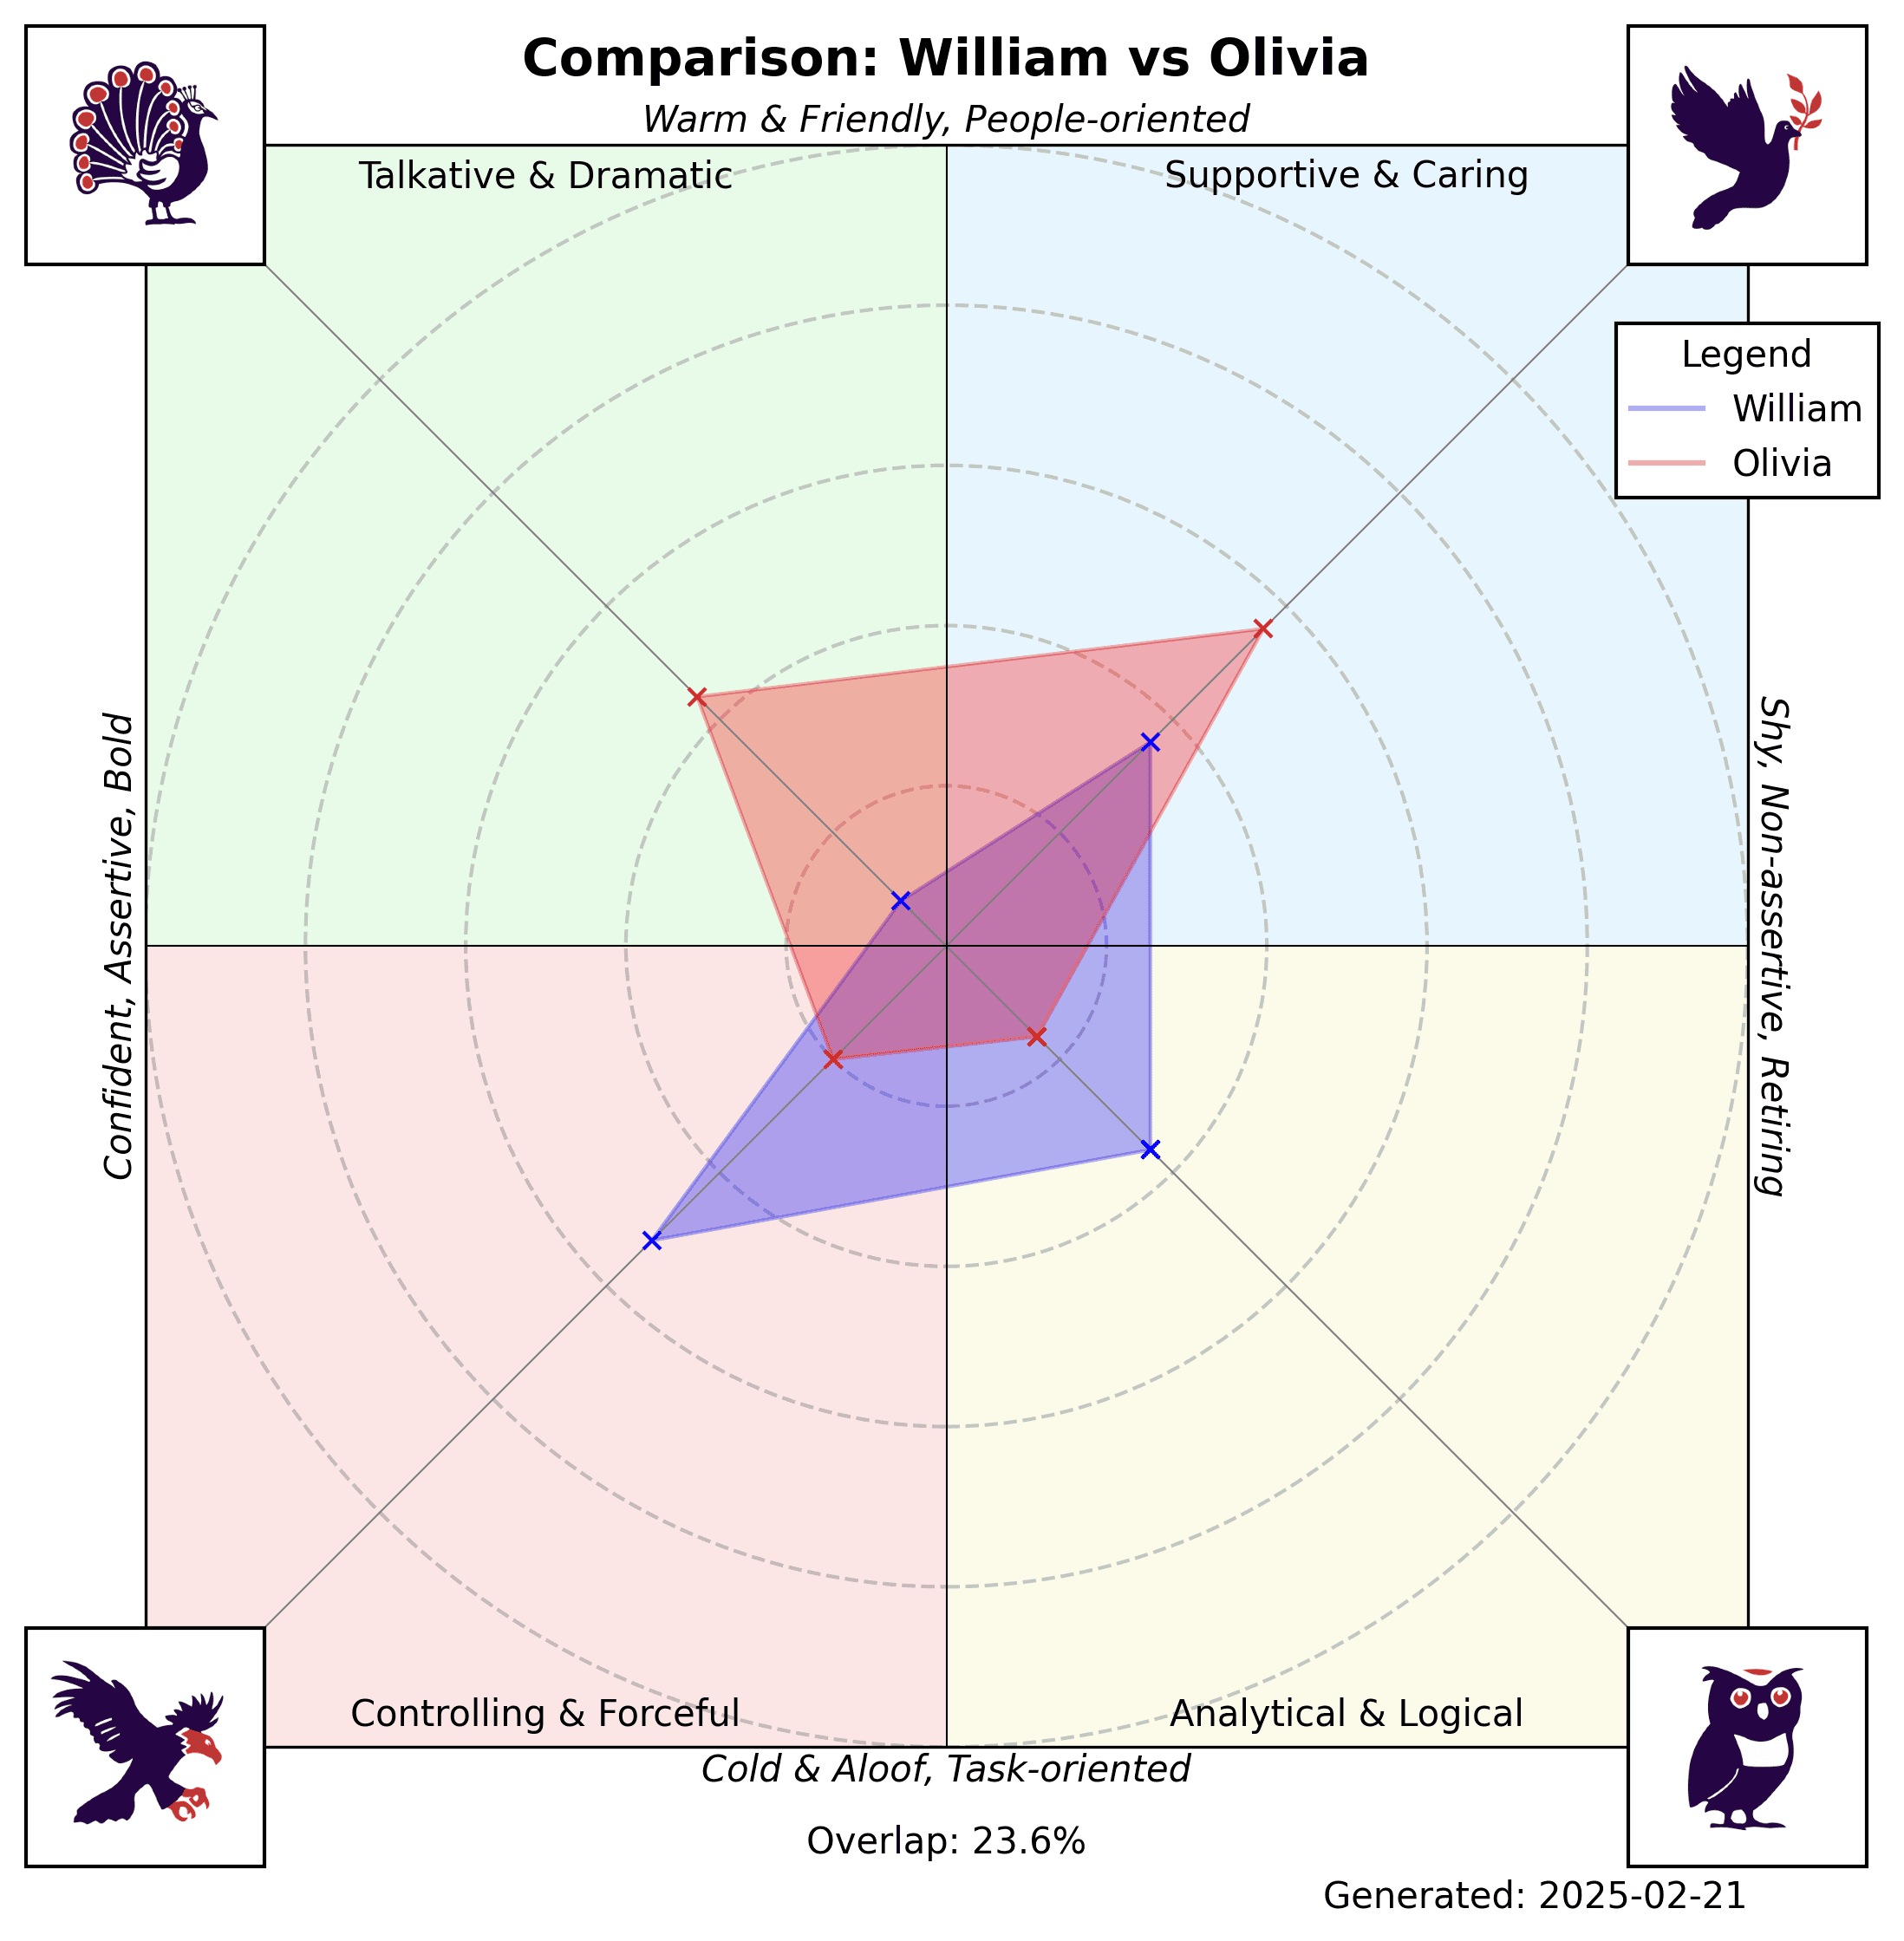 Comparison: William vs Olivia
Warm & Friendly, People-oriented
Talkative & Dramatic
Supportive & Caring
Legend
William
Olivia
Confident, Assertive, Bold
Shy, Non-assertive, Retiring
Controlling & Forceful
Analytical & Logical
Cold & Aloof, Task-oriented
Overlap: 23.6%
Generated: 2025-02-21